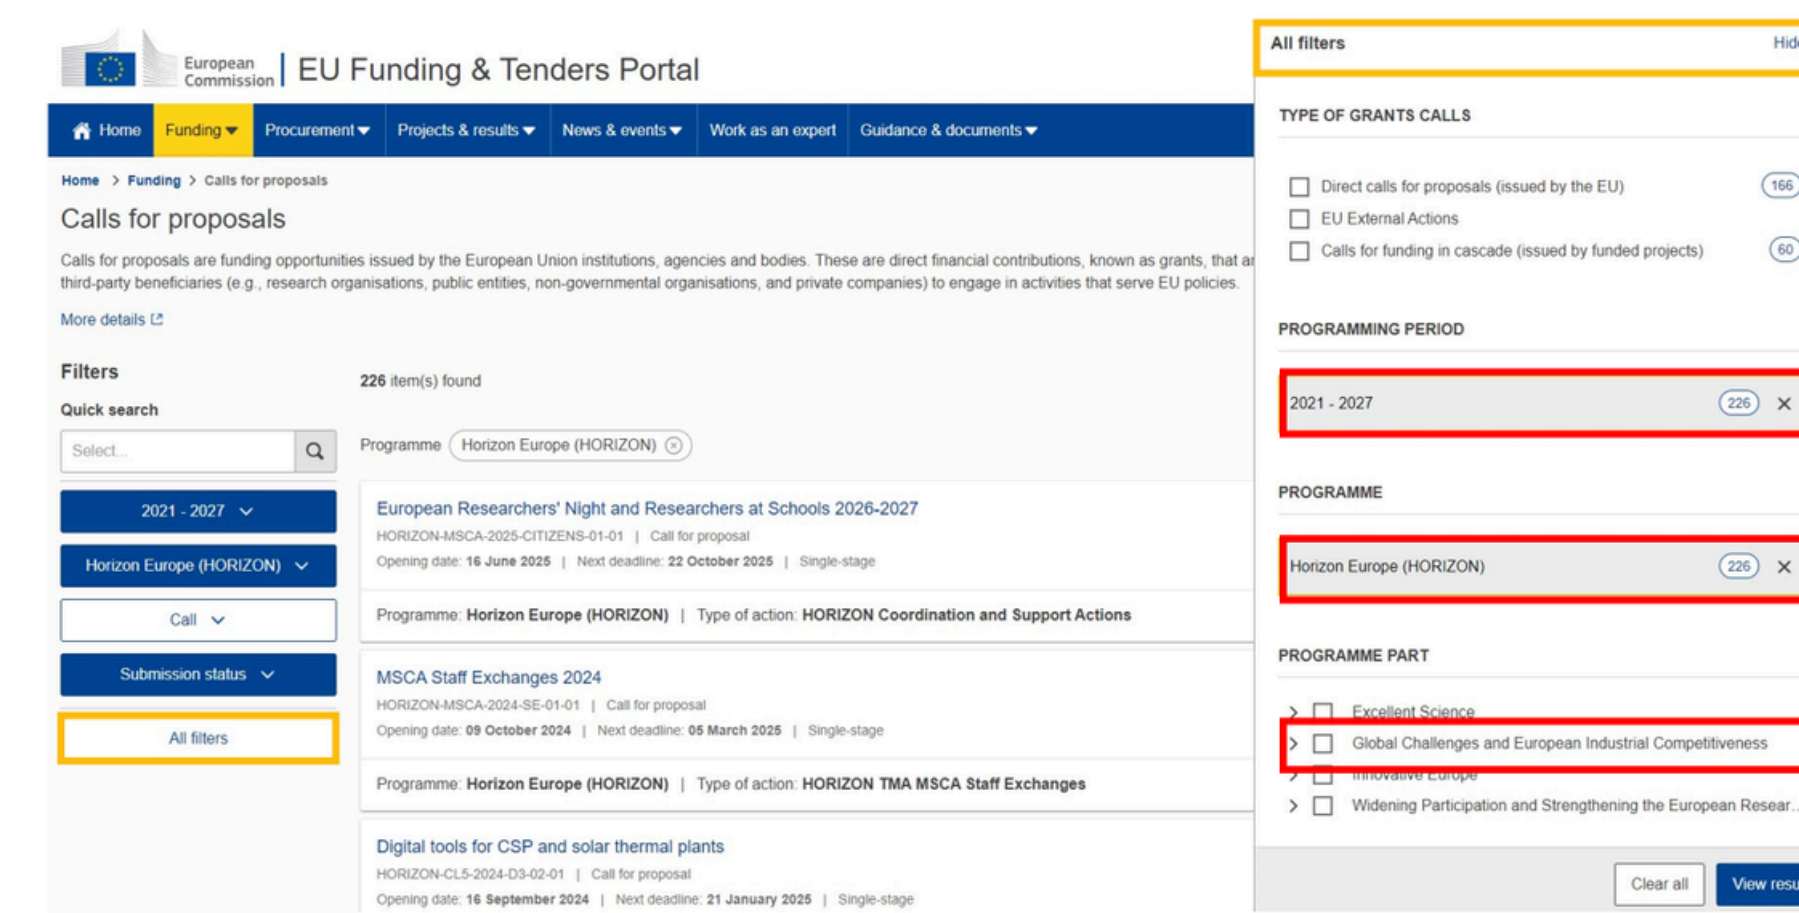 European
Commission
EU Funding & Tenders Portal
Home Funding Procurement Projects & results News & events Work as an expert Guidance & documents
Home > Funding > Calls for proposals
Calls for proposals
Calls for proposals are funding opportunities issued by the European Union institutions, agencies and bodies. These are direct financial contributions, known as grants, that
third-party beneficiaries (e.g., research organisations, public entities, non-governmental organisations, and private companies) to engage in activities that serve EU policies.
More details
Filters
226 item(s) found
Quick search
Select...
Programme Horizon Europe (HORIZON)
2021 - 2027
Horizon Europe (HORIZON)
Call
Submission status
All filters
European Researchers' Night and Researchers at Schools 2026-2027
HORIZON-MSCA-2025-CITIZENS-01-01 | Call for proposal
Opening date: 16 June 2025 | Next deadline: 22 October 2025 | Single-stage
Programme: Horizon Europe (HORIZON) | Type of action: HORIZON Coordination and Support Actions
MSCA Staff Exchanges 2024
HORIZON-MSCA-2024-SE-01-01 | Call for proposal
Opening date: 09 October 2024 | Next deadline: 05 March 2025 | Single-stage
Programme: Horizon Europe (HORIZON) | Type of action: HORIZON TMA MSCA Staff Exchanges
Digital tools for CSP and solar thermal plants
HORIZON-CL5-2024-D3-02-01 | Call for proposal
Opening date: 16 September 2024 | Next deadline: 21 January 2025 | Single-stage
All filters
TYPE OF GRANTS CALLS
Direct calls for proposals (issued by the EU) 166
EU External Actions
Calls for funding in cascade (issued by funded projects) 60
PROGRAMMING PERIOD
2021 - 2027 226
PROGRAMME
Horizon Europe (HORIZON) 226
PROGRAMME PART
Excellent Science
Global Challenges and European Industrial Competitiveness
Innovative Europe
Widening Participation and Strengthening the European Resear...
Clear all View